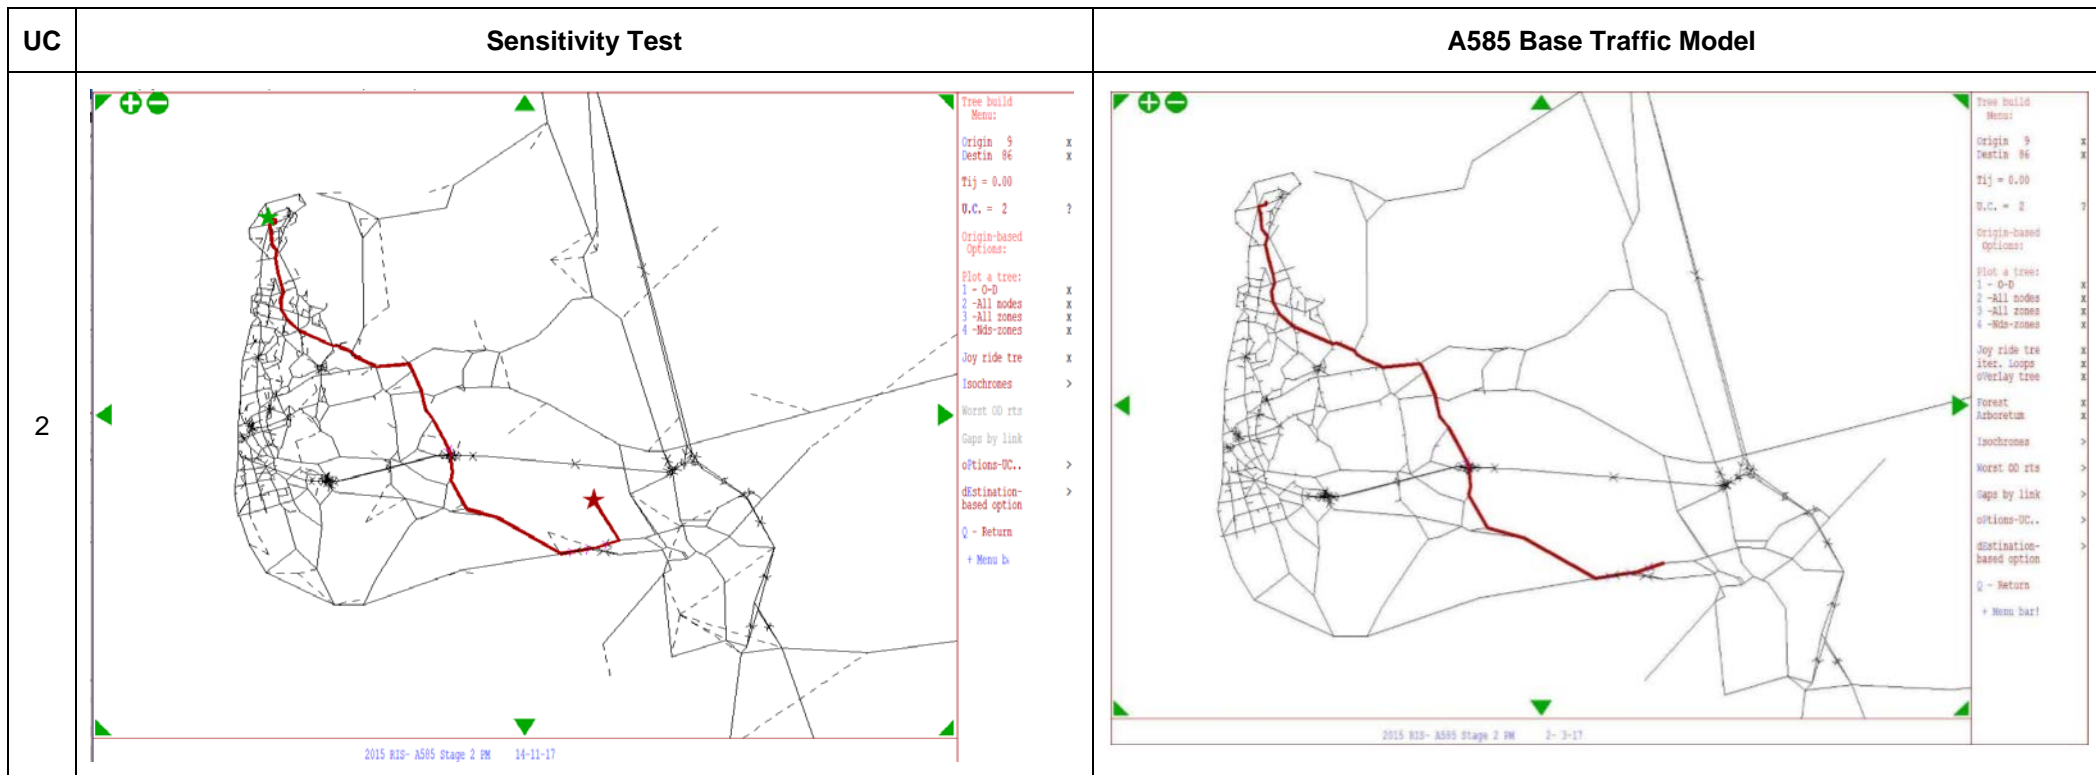 UC
Sensitivity Test
A585 Base Traffic Model
2
Tree build
Menu:
Origin 9 x
Destin 86 x
Tij = 0.00
U.C. = 2 ?
Origin-based
Options:
Plot a tree:
1 - O-D x
2 -All nodes x
3 -All zones x
4 -Nds-zones x
Joy ride tre x
Isochrones >
Worst OD rts
Gaps by link
oPtions-UC.. >
dEstination- >
based option
Q - Return
+ Menu b
2015 RIS- A585 Stage 2 PM 14-11-17
Tree build
Menu:
Origin 9 x
Destin 86 x
Tij = 0.00
U.C. = 2 ?
Origin-based
Options:
Plot a tree:
1 - O-D x
2 -All nodes x
3 -All zones x
4 -Nds-zones x
Joy ride tre x
iter. Loops x
oVerlay tree x
Forest x
Arboretum x
Isochrones >
Worst OD rts >
Gaps by link >
oPtions-UC.. >
dEstination- >
based option
Q - Return
+ Menu bar!
2015 RIS- A585 Stage 2 PM 2- 3-17